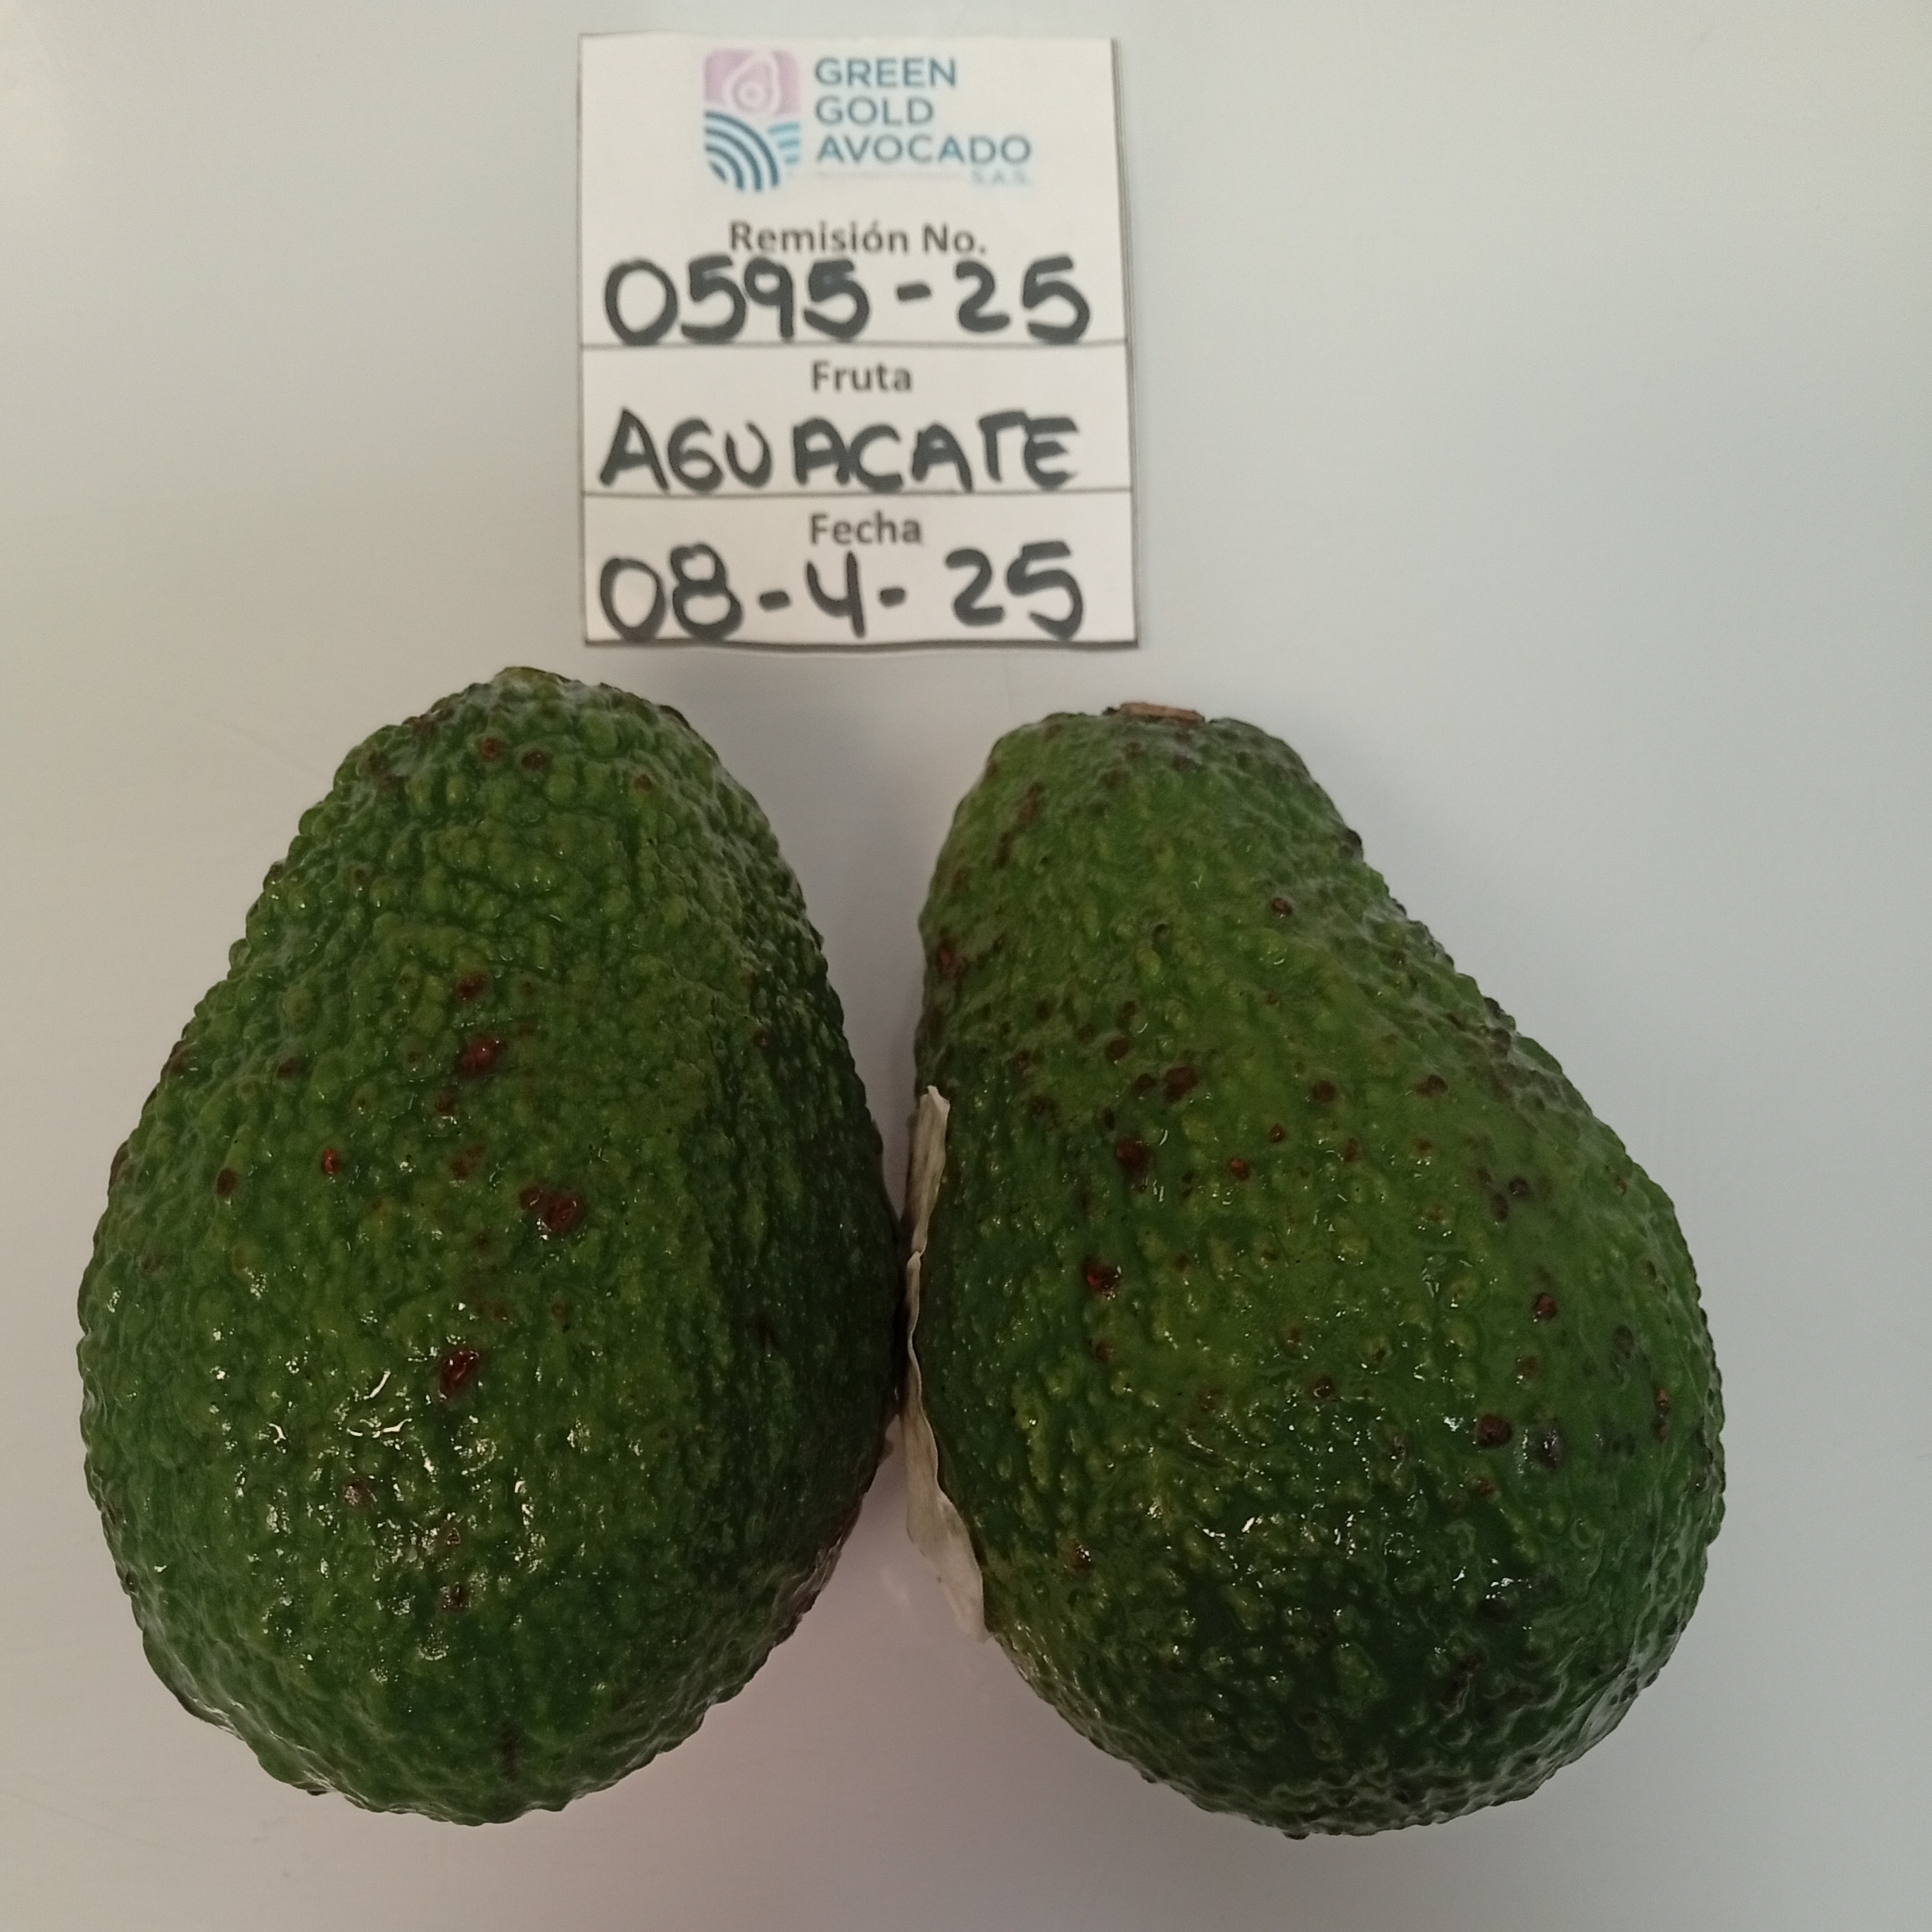 GREEN
GOLD
AVOCADO
S.A.S.
Remisión No.
0595-25
Fruta
AGUACATE
Fecha
08-4-25